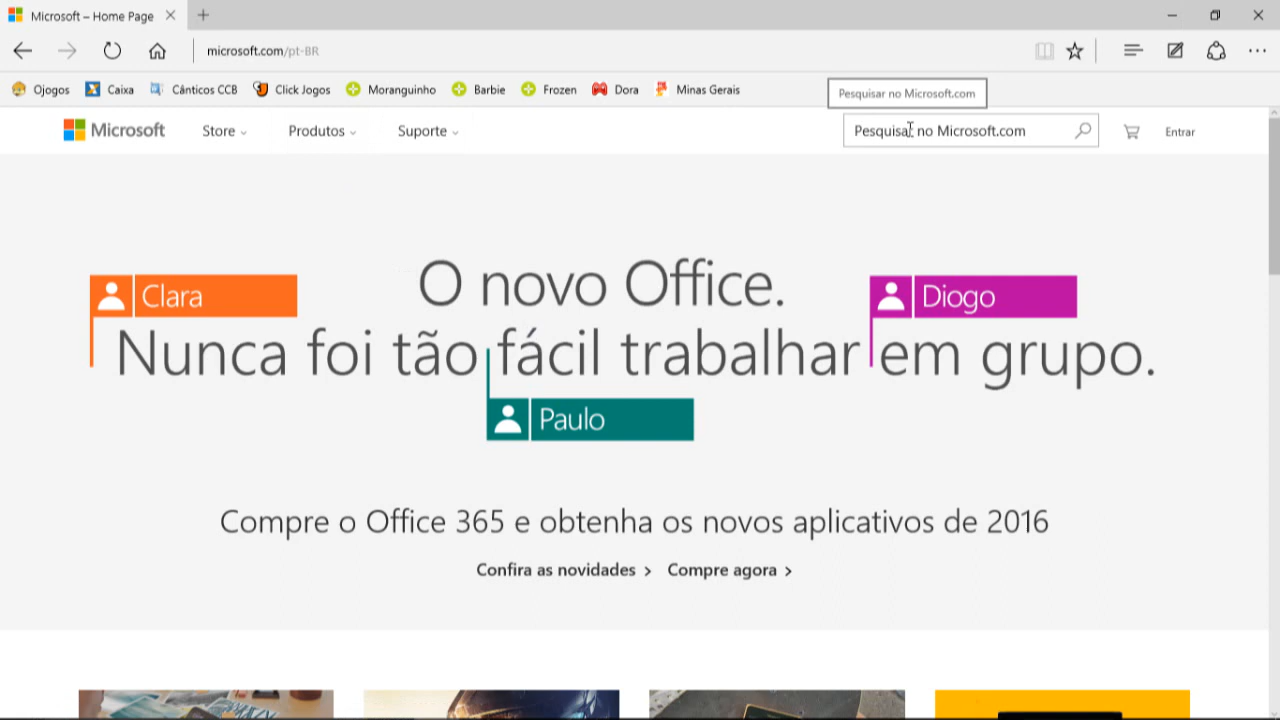 Microsoft – Home Page
microsoft.com/pt-BR
Ojogos Caixa Cânticos CCB Click Jogos Moranguinho Barbie Frozen Dora Minas Gerais
Pesquisar no Microsoft.com
Microsoft Store Produtos Suporte Pesquisar no Microsoft.com Entrar
O novo Office.
Clara
Diogo
Nunca foi tão fácil trabalhar em grupo.
Paulo
Compre o Office 365 e obtenha os novos aplicativos de 2016
Confira as novidades > Compre agora >